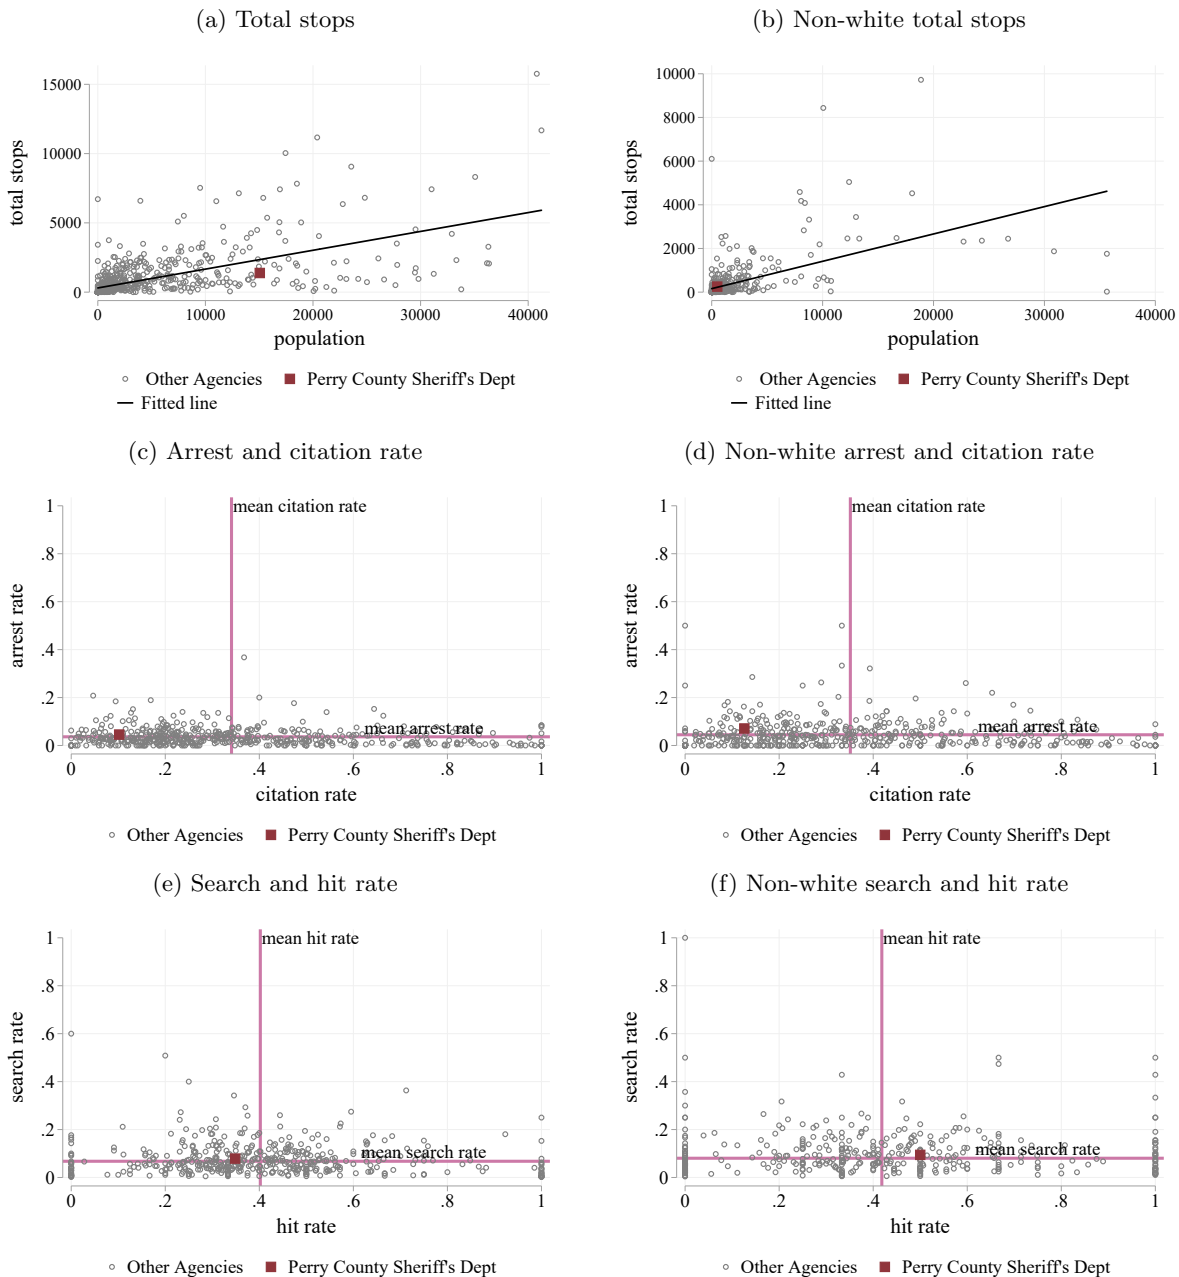 (a) Total stops
total stops
15000
10000
5000
0
0 10000 20000 30000 40000
population
Other Agencies Perry County Sheriff's Dept
Fitted line
(b) Non-white total stops
total stops
10000
8000
6000
4000
2000
0
0 10000 20000 30000 40000
population
Other Agencies Perry County Sheriff's Dept
Fitted line
(c) Arrest and citation rate
arrest rate
1
.8
.6
.4
.2
0
mean citation rate
mean arrest rate
0 .2 .4 .6 .8 1
citation rate
Other Agencies Perry County Sheriff's Dept
(d) Non-white arrest and citation rate
arrest rate
1
.8
.6
.4
.2
0
mean citation rate
mean arrest rate
0 .2 .4 .6 .8 1
citation rate
Other Agencies Perry County Sheriff's Dept
(e) Search and hit rate
search rate
1
.8
.6
.4
.2
0
mean hit rate
mean search rate
0 .2 .4 .6 .8 1
hit rate
Other Agencies Perry County Sheriff's Dept
(f) Non-white search and hit rate
search rate
1
.8
.6
.4
.2
0
mean hit rate
mean search rate
0 .2 .4 .6 .8 1
hit rate
Other Agencies Perry County Sheriff's Dept